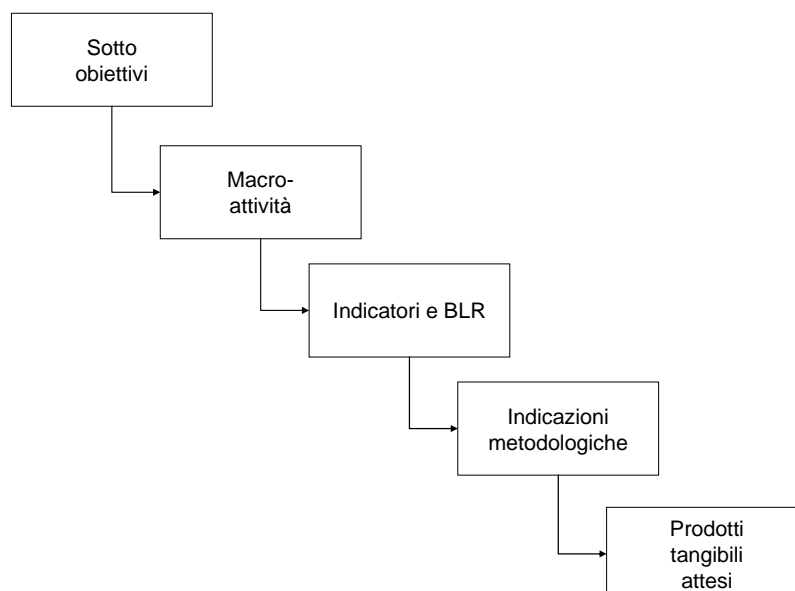 Sotto
obiettivi
Macro-
attività
Indicatori e BLR
Indicazioni
metodologiche
Prodotti
tangibili
attesi